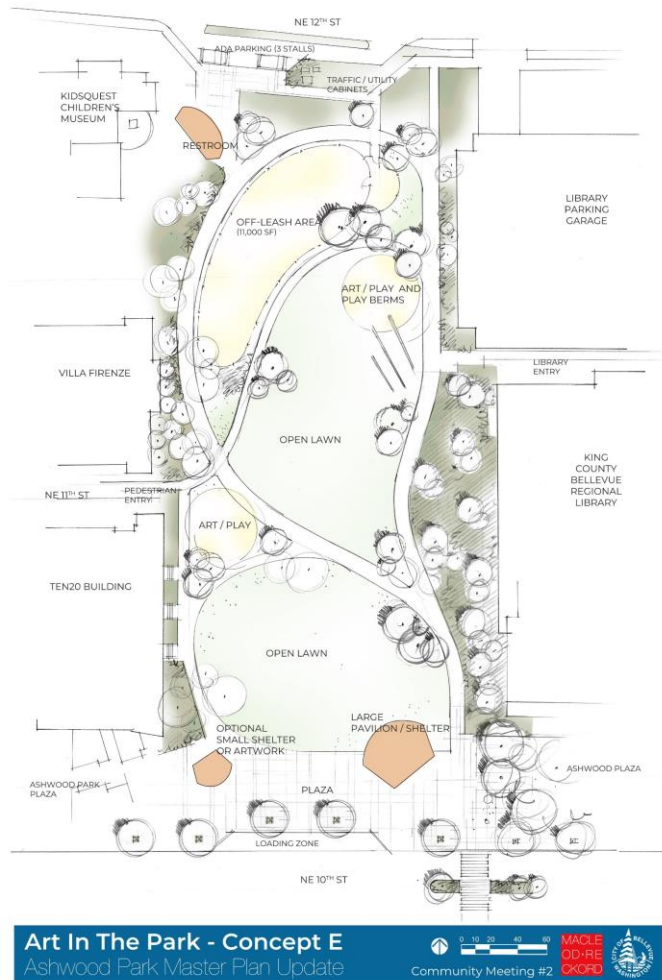 NE 12TH ST
ADA PARKING (3 STALLS)
TRAFFIC / UTILITY
CABINETS
KIDSQUEST
CHILDREN'S
MUSEUM
RESTROOM
LIBRARY
PARKING
GARAGE
OFF-LEASH AREA
(11,000 SF)
ART / PLAY AND
PLAY BERMS
VILLA FIRENZE
LIBRARY
ENTRY
OPEN LAWN
KING
COUNTY
BELLEVUE
REGIONAL
LIBRARY
NE 11TH ST
PEDESTRIAN
ENTRY
ART / PLAY
TEN20 BUILDING
OPEN LAWN
OPTIONAL
SMALL SHELTER
OR ARTWORK
LARGE
PAVILION / SHELTER
ASHWOOD PARK
PLAZA
ASHWOOD PLAZA
PLAZA
LOADING ZONE
NE 10TH ST
Art In The Park - Concept E
Ashwood Park Master Plan Update
0 10 20 40 60
Community Meeting #2
MACLE
OD•RE
CKORD
CITY OF BELLEVUE
WASHINGTON